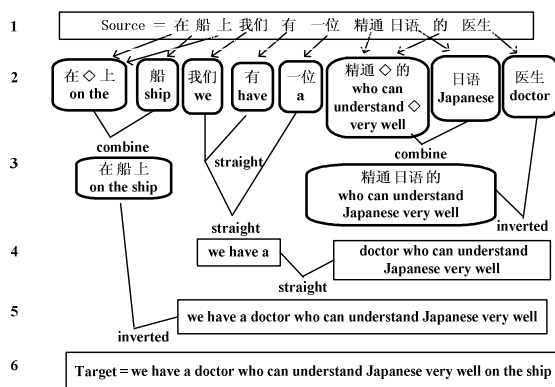 1
Source = 在 船 上 我们 有 一位 精通 日语 的 医生
2
在◇上
on the
船
ship
我们
we
有
have
一位
a
精通 ◇ 的
who can
understand ◇
very well
日语
Japanese
医生
doctor
combine
straight
combine
3
在 船 上
on the ship
精通 日语 的
who can understand
Japanese very well
straight
inverted
4
we have a
doctor who can understand
Japanese very well
straight
5
we have a doctor who can understand Japanese very well
inverted
6
Target = we have a doctor who can understand Japanese very well on the ship